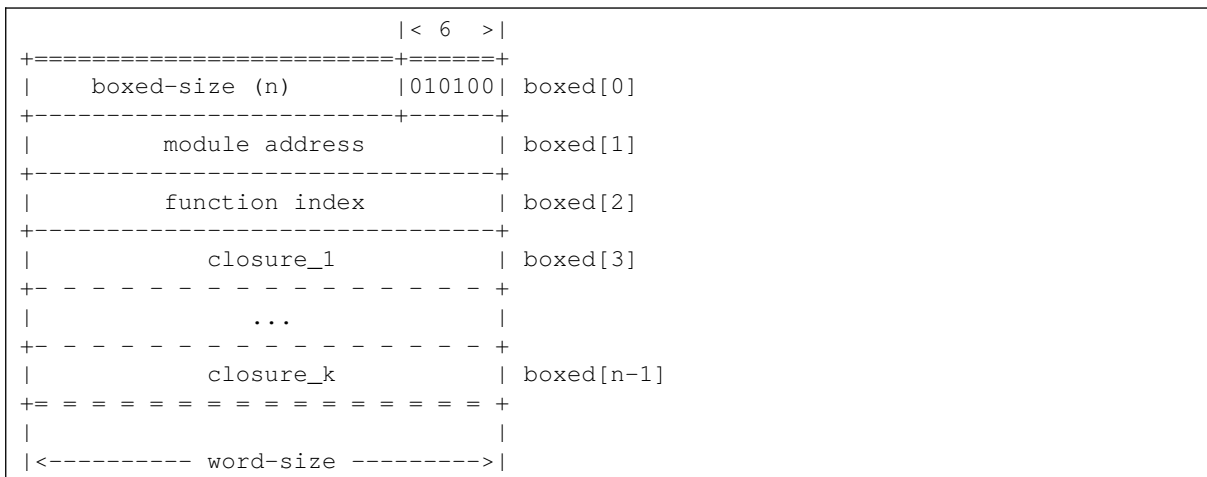 |< 6  >|
+=========================+======+
|    boxed-size (n)       |010100| boxed[0]
+-------------------------+------+
|         module address         | boxed[1]
+--------------------------------+
|         function index         | boxed[2]
+--------------------------------+
|            closure_1           | boxed[3]
+- - - - - - - - - - - - - - - - +
|               ...              |
+- - - - - - - - - - - - - - - - +
|            closure_k           | boxed[n-1]
+= = = = = = = = = = = = = = = = +
|                                |
|<---------- word-size --------->|